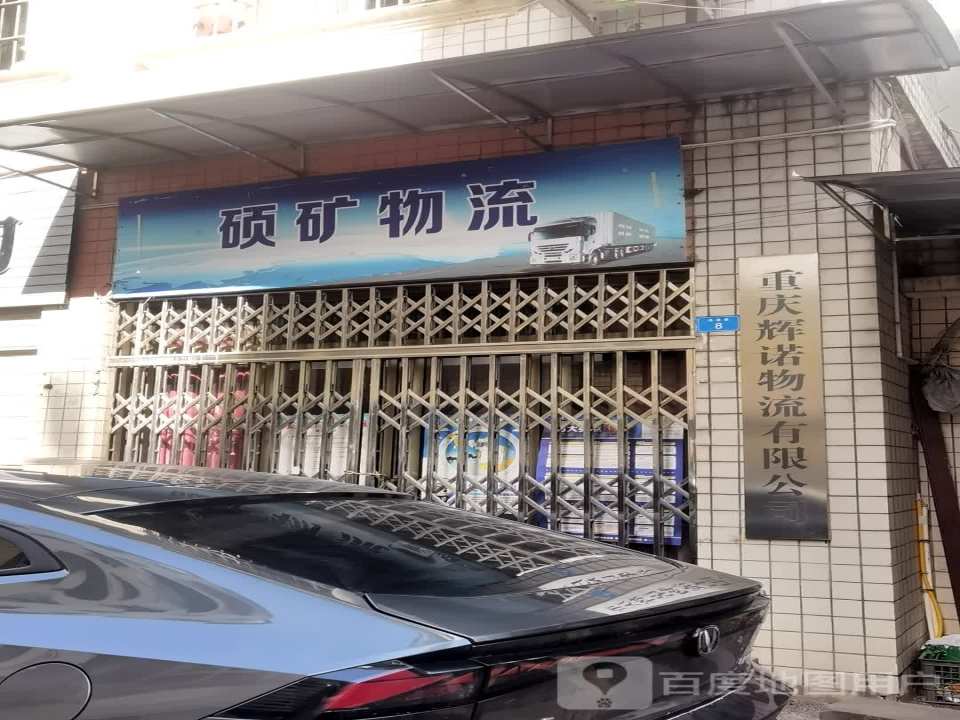 硕矿物流
8
重庆辉诺物流有限公司
百度地图用户